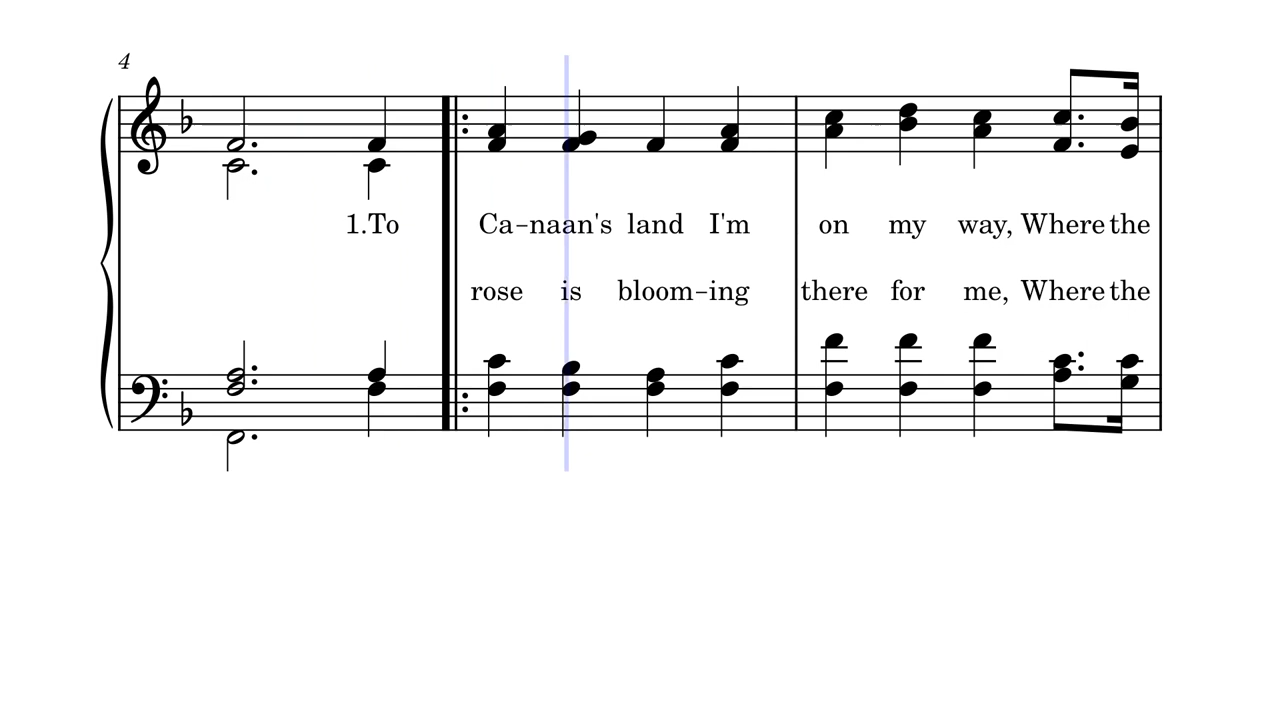 4
1.To Ca-naan's land I'm on my way, Where the
rose is bloom-ing there for me, Where the